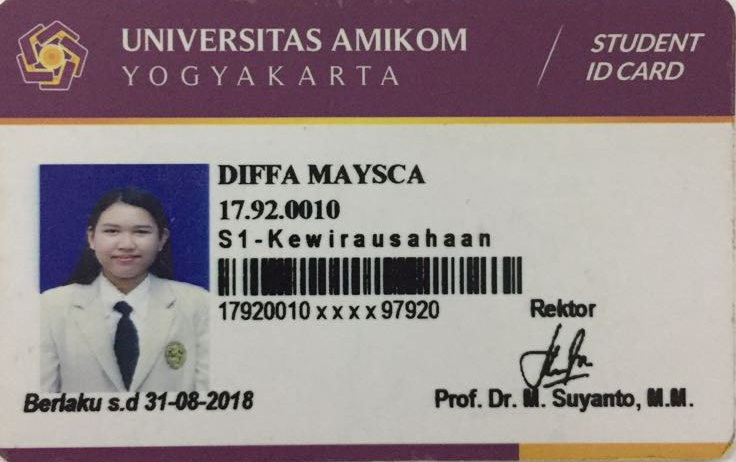 UNIVERSITAS AMIKOM
YOGYAKARTA
STUDENT
ID CARD
DIFFA MAYSCA
17.92.0010
S1-Kewirausahaan
17920010 x x x x 97920
Rektor
Berlaku s.d 31-08-2018
Prof. Dr. M. Suyanto, M.M.